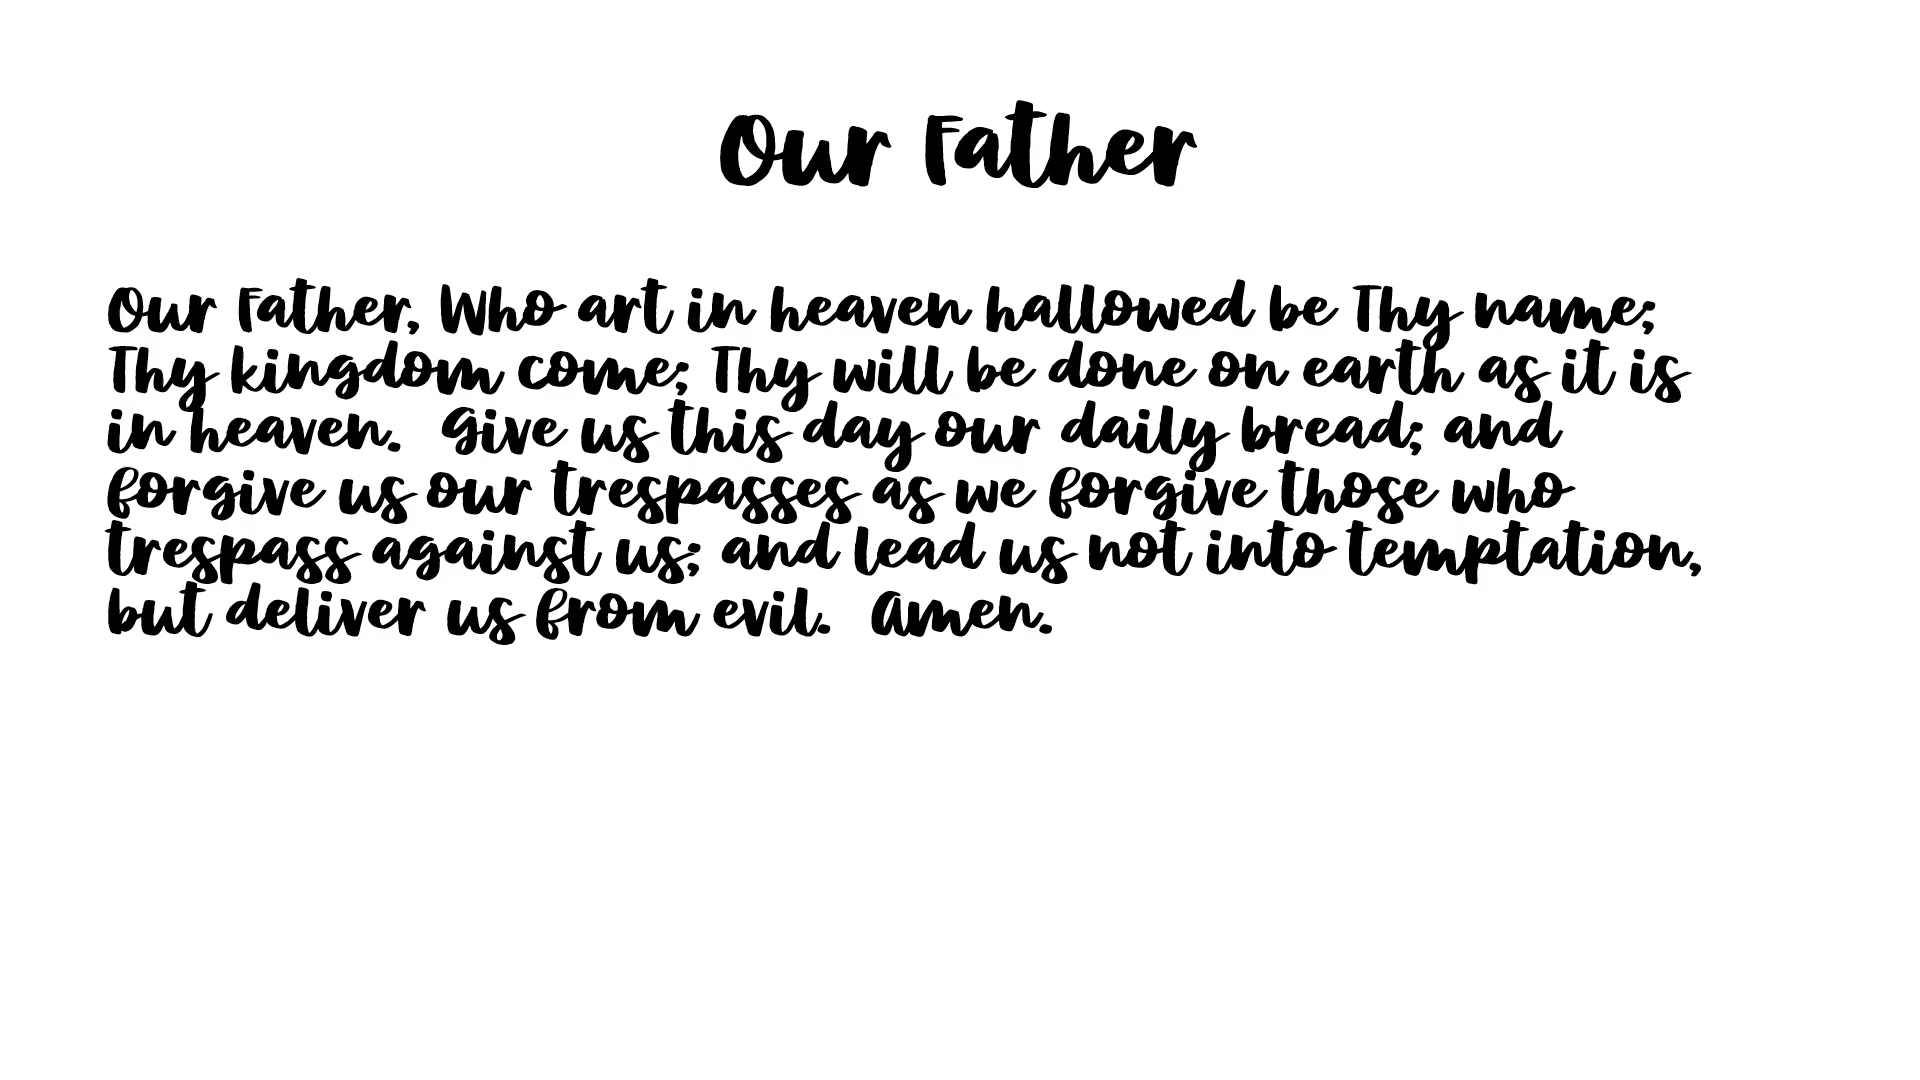 Our Father
Our Father, Who art in heaven hallowed be Thy name;
Thy kingdom come; Thy will be done on earth as it is
in heaven.  Give us this day our daily bread; and
forgive us our trespasses as we forgive those who
trespass against us; and lead us not into temptation,
but deliver us from evil.  Amen.